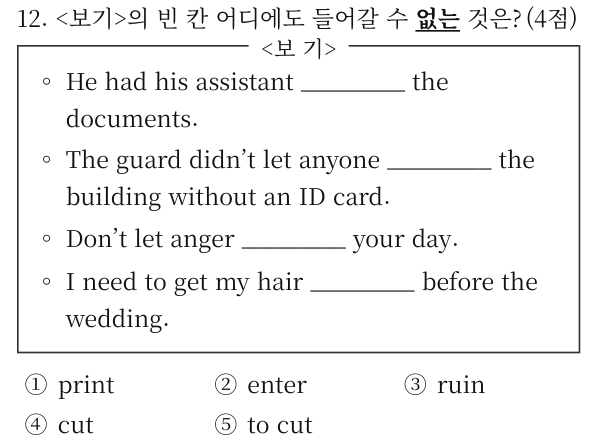 12. <보기>의 빈 칸 어디에도 들어갈 수 없는 것은?(4점)
<보 기>
◦ He had his assistant ________ the
documents.
◦ The guard didn’t let anyone ________ the
building without an ID card.
◦ Don’t let anger ________ your day.
◦ I need to get my hair ________ before the
wedding.
① print ② enter ③ ruin
④ cut ⑤ to cut